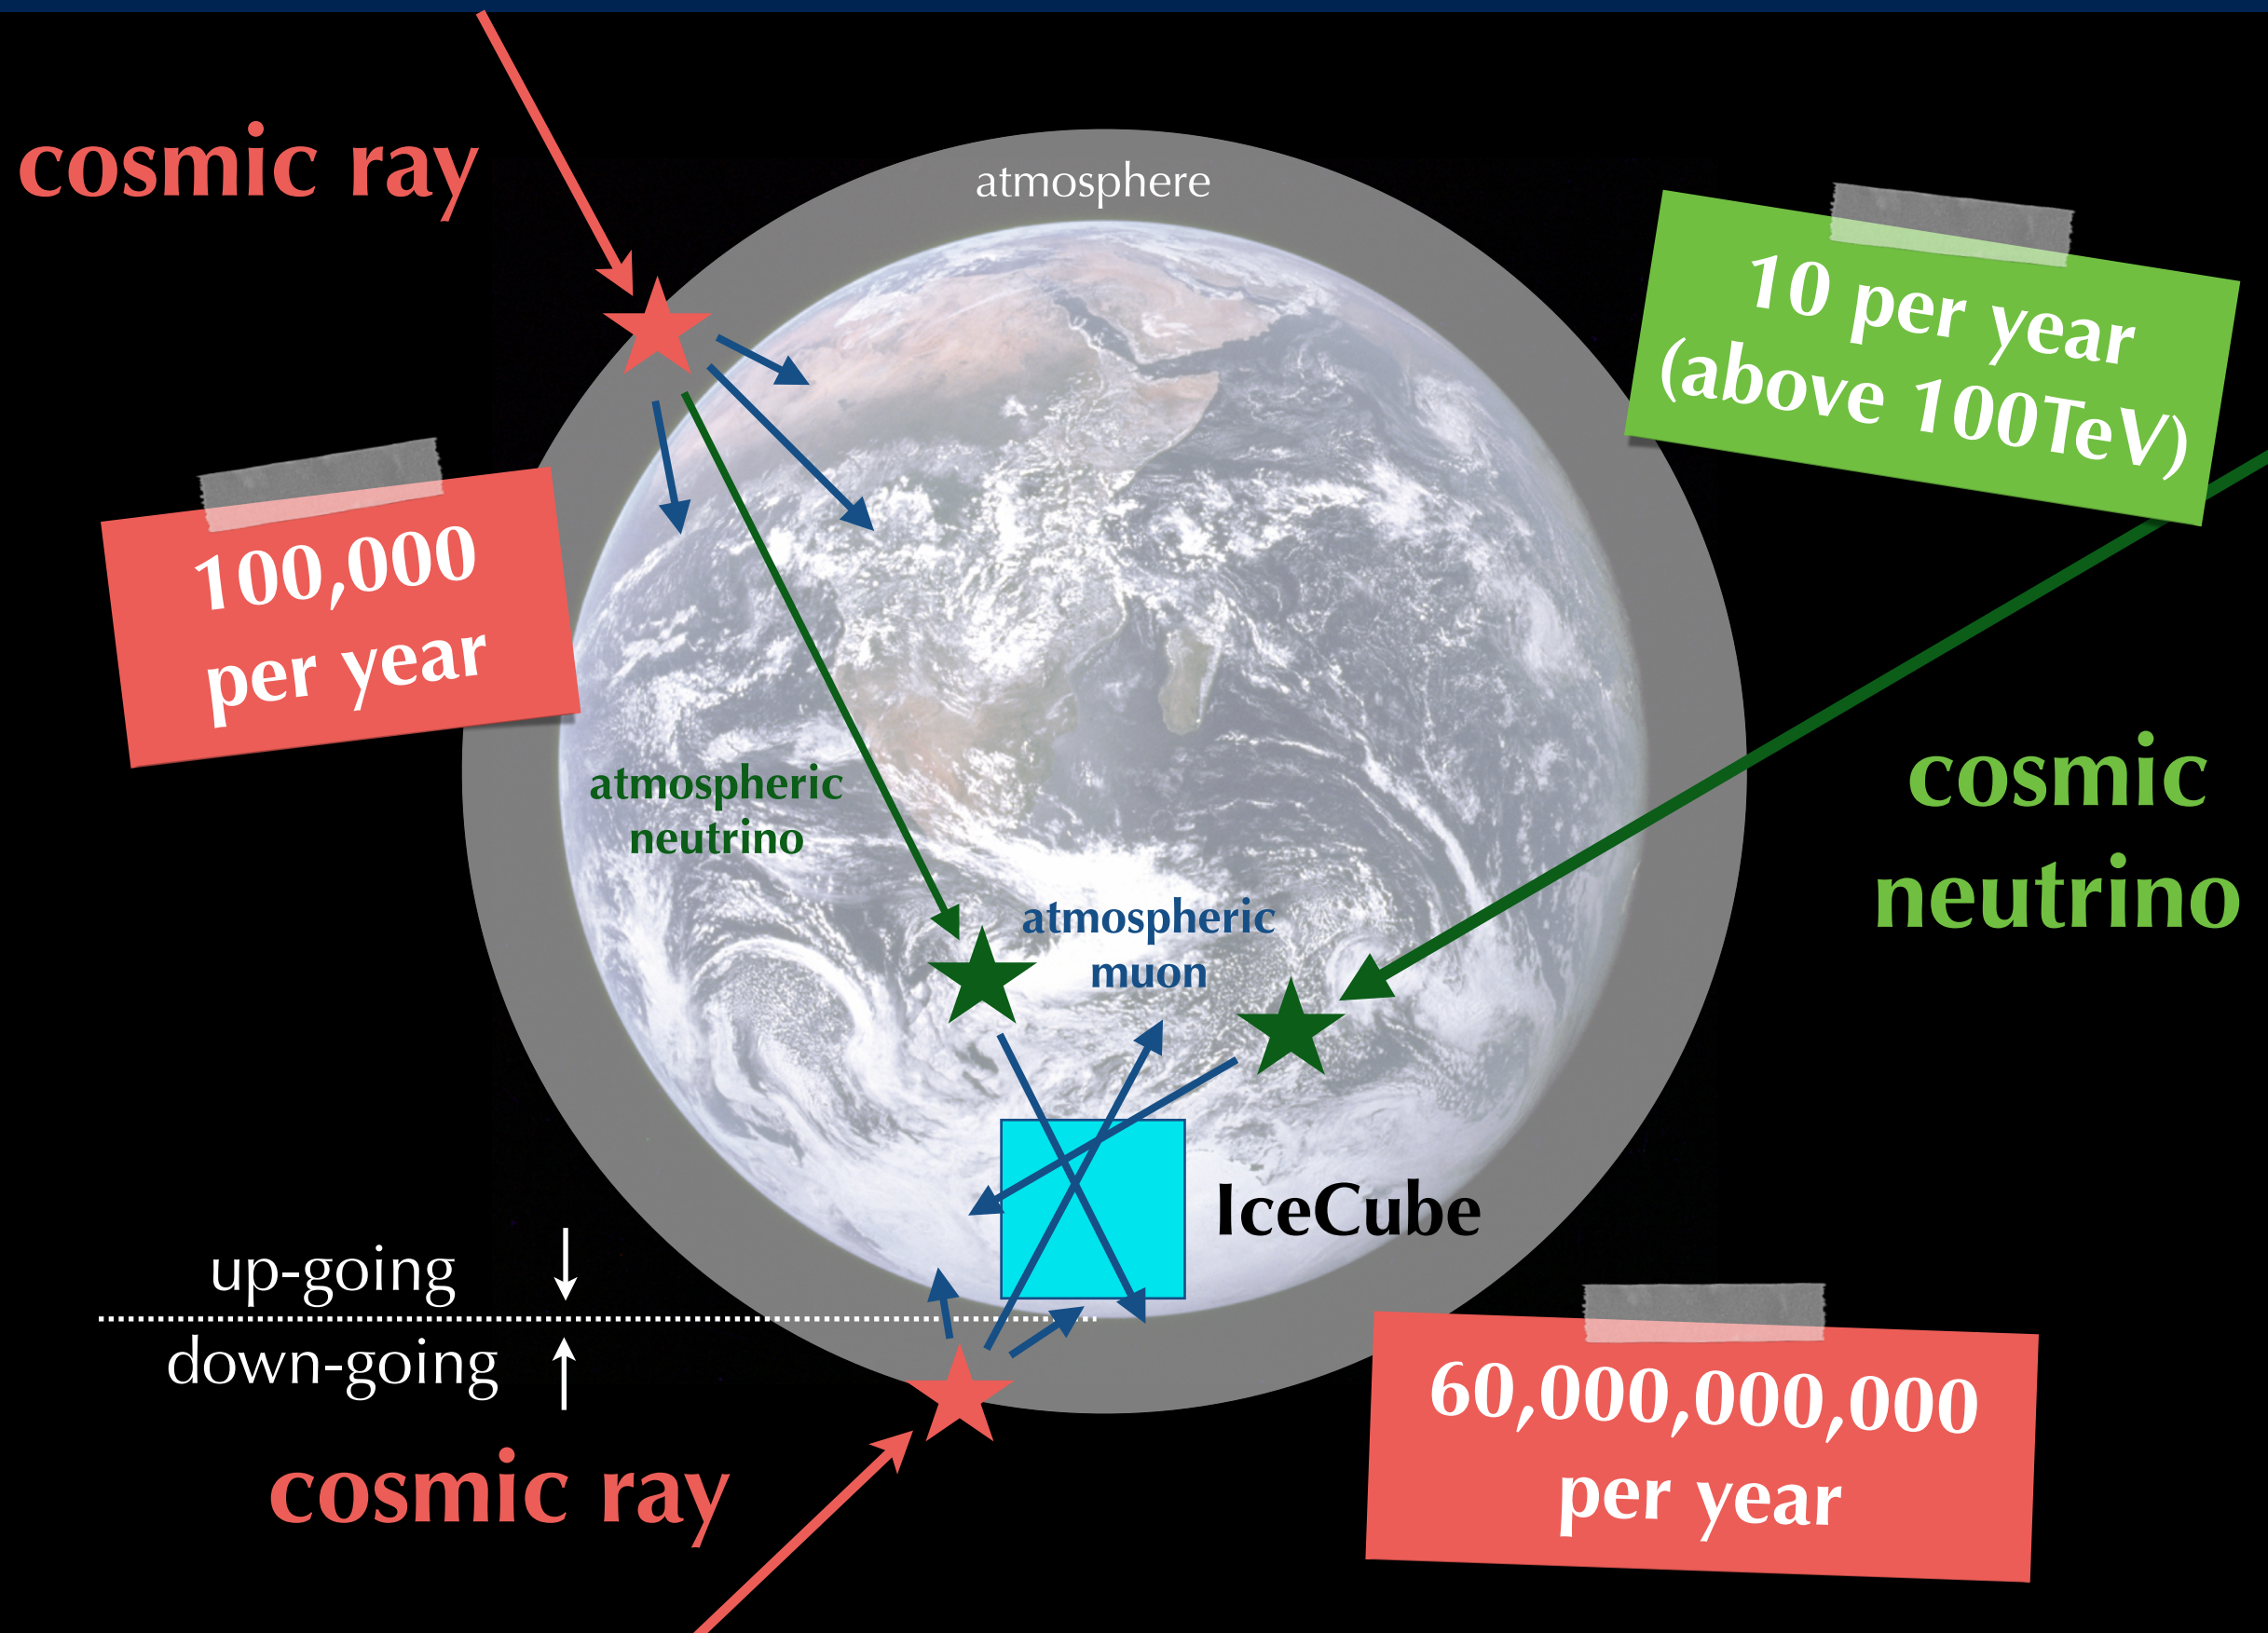 cosmic ray
atmosphere
10 per year
(above 100TeV)
100,000
per year
atmospheric
neutrino
cosmic
neutrino
atmospheric
muon
IceCube
up-going
down-going
60,000,000,000
per year
cosmic ray